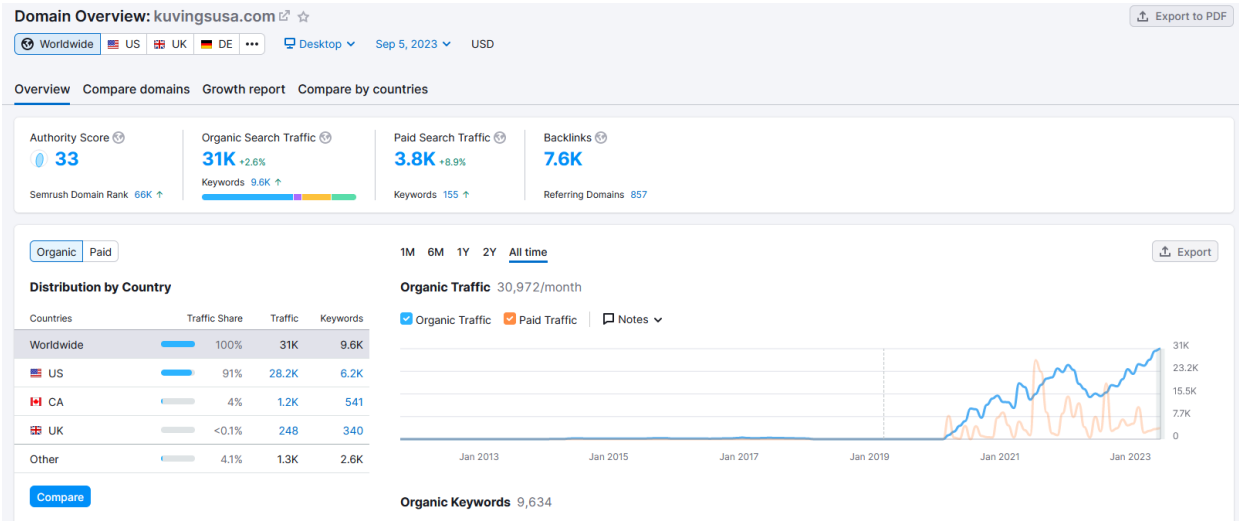 Domain Overview: kuvingsusa.com
Export to PDF
Worldwide US UK DE ••• Desktop Sep 5, 2023 USD
Overview Compare domains Growth report Compare by countries
Authority Score Organic Search Traffic Paid Search Traffic Backlinks
33 31K +2.6% 3.8K +8.9% 7.6K
Keywords 9.6K ↑
Semrush Domain Rank 66K ↑ Keywords 155 ↑ Referring Domains 857
Organic Paid 1M 6M 1Y 2Y All time Export
Distribution by Country Organic Traffic 30,972/month
Countries Traffic Share Traffic Keywords
Organic Traffic Paid Traffic Notes
Worldwide 100% 31K 9.6K
US 91% 28.2K 6.2K
CA 4% 1.2K 541
UK <0.1% 248 340
Other 4.1% 1.3K 2.6K
Compare
31K
23.2K
15.5K
7.7K
0
Jan 2013 Jan 2015 Jan 2017 Jan 2019 Jan 2021 Jan 2023
Organic Keywords 9,634